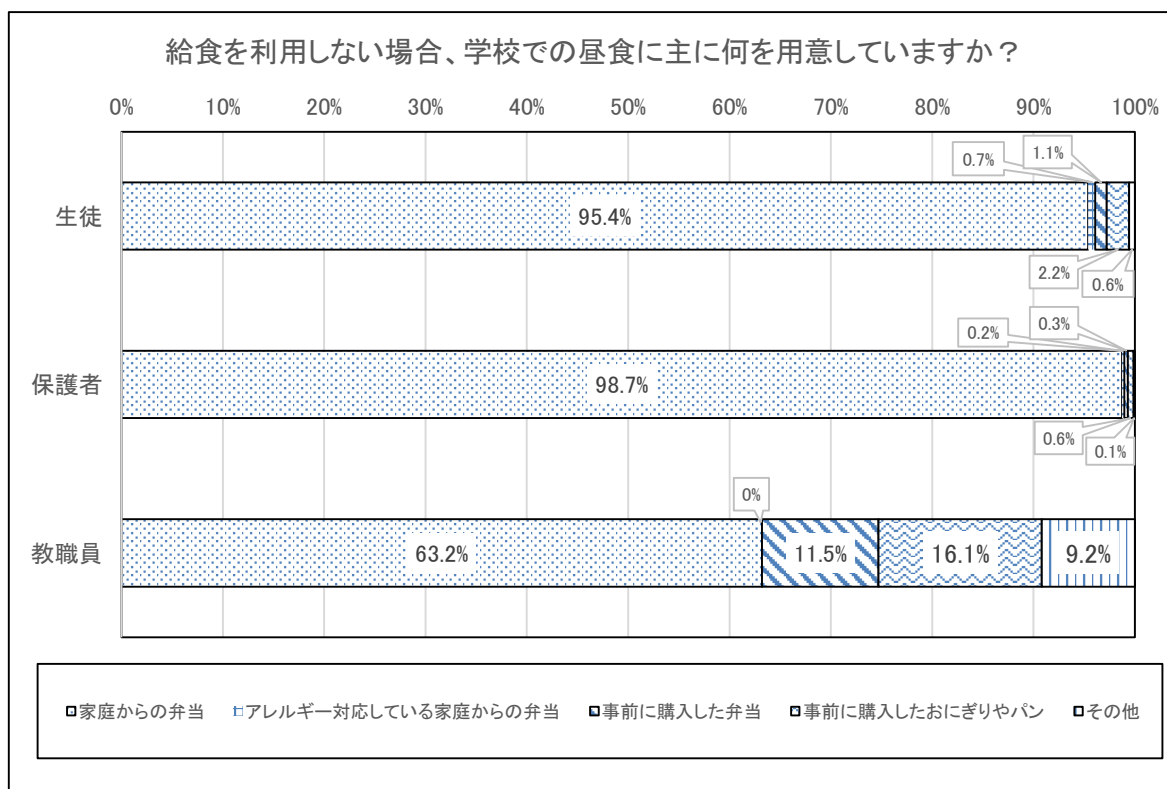 給食を利用しない場合、学校での昼食に主に何を用意していますか？
0% 10% 20% 30% 40% 50% 60% 70% 80% 90% 100%
0.7% 1.1%
生徒 95.4%
2.2% 0.6%
0.2% 0.3%
保護者 98.7%
0.6% 0.1%
0%
教職員 63.2% 11.5% 16.1% 9.2%
家庭からの弁当 アレルギー対応している家庭からの弁当 事前に購入した弁当 事前に購入したおにぎりやパン その他